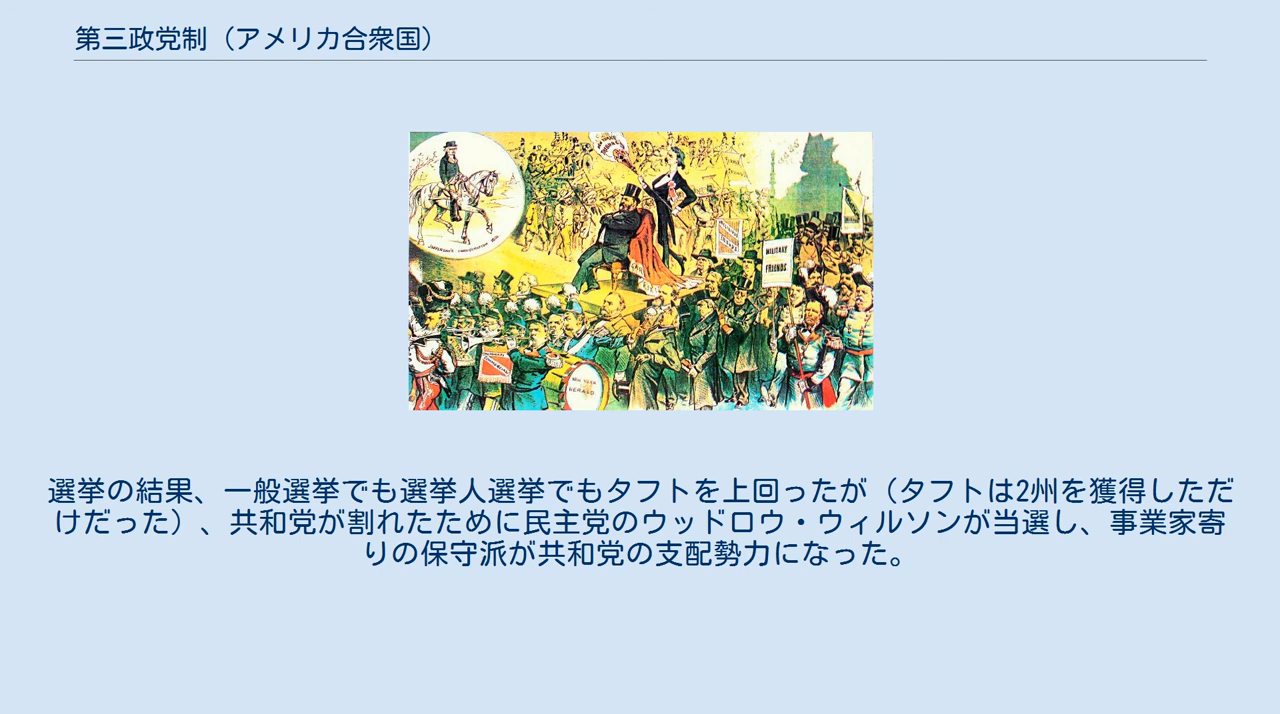 第三政党制（アメリカ合衆国）
MILITARY
FRIENDS
NEW YORK
HERALD
選挙の結果、一般選挙でも選挙人選挙でもタフトを上回ったが（タフトは2州を獲得しただ
けだった）、共和党が割れたために民主党のウッドロウ・ウィルソンが当選し、事業家寄
りの保守派が共和党の支配勢力になった。